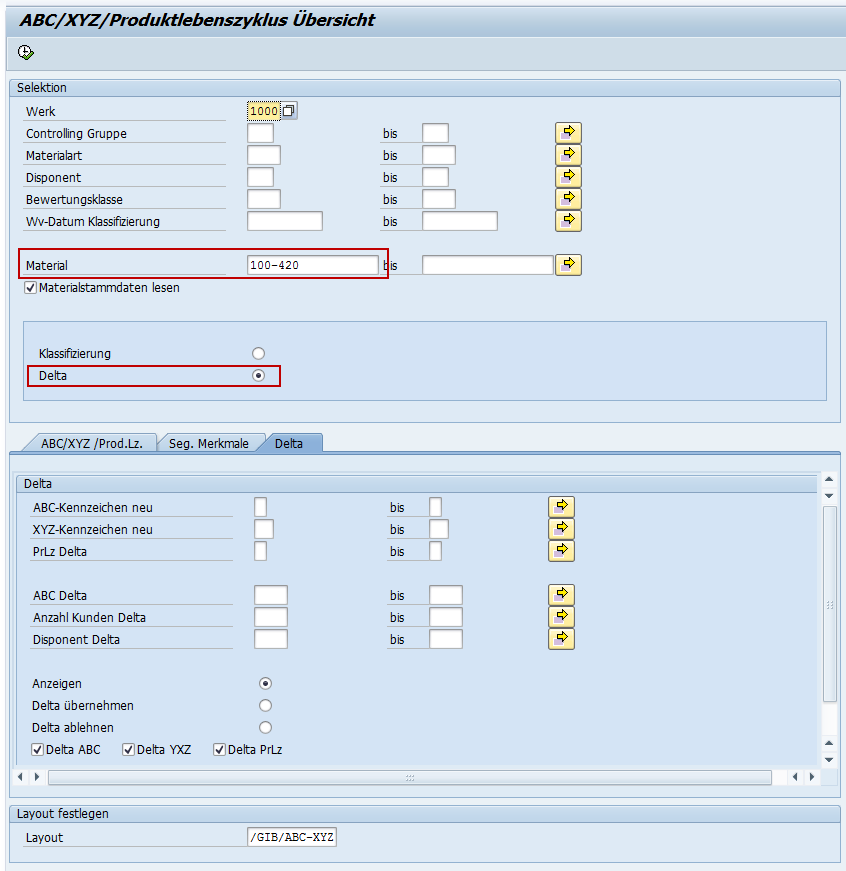 ABC/XYZ/Produktlebenszyklus Übersicht
Selektion
Werk 1000
Controlling Gruppe bis
Materialart bis
Disponent bis
Bewertungsklasse bis
Wv-Datum Klassifizierung bis
Material 100-420 bis
Materialstammdaten lesen
Klassifizierung
Delta
ABC/XYZ /Prod.Lz. Seg. Merkmale Delta
Delta
ABC-Kennzeichen neu bis
XYZ-Kennzeichen neu bis
PrLz Delta bis
ABC Delta bis
Anzahl Kunden Delta bis
Disponent Delta bis
Anzeigen
Delta übernehmen
Delta ablehnen
Delta ABC Delta YXZ Delta PrLz
Layout festlegen
Layout /GIB/ABC-XYZ